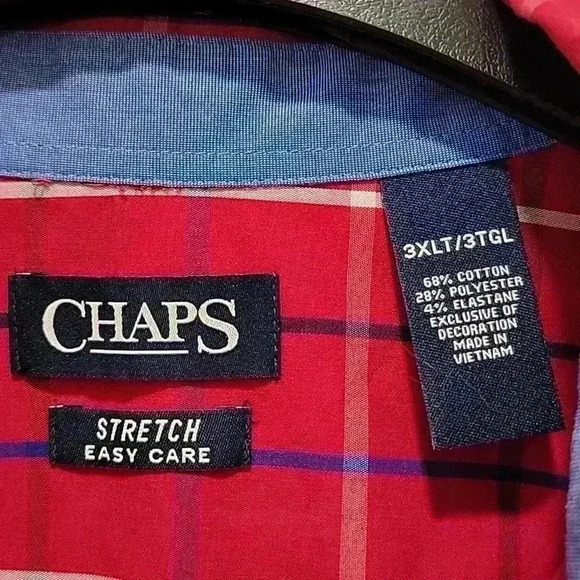 CHAPS
STRETCH
EASY CARE
3XLT/3TGL
68% COTTON
28% POLYESTER
4% ELASTANE
EXCLUSIVE OF
DECORATION
MADE IN
VIETNAM